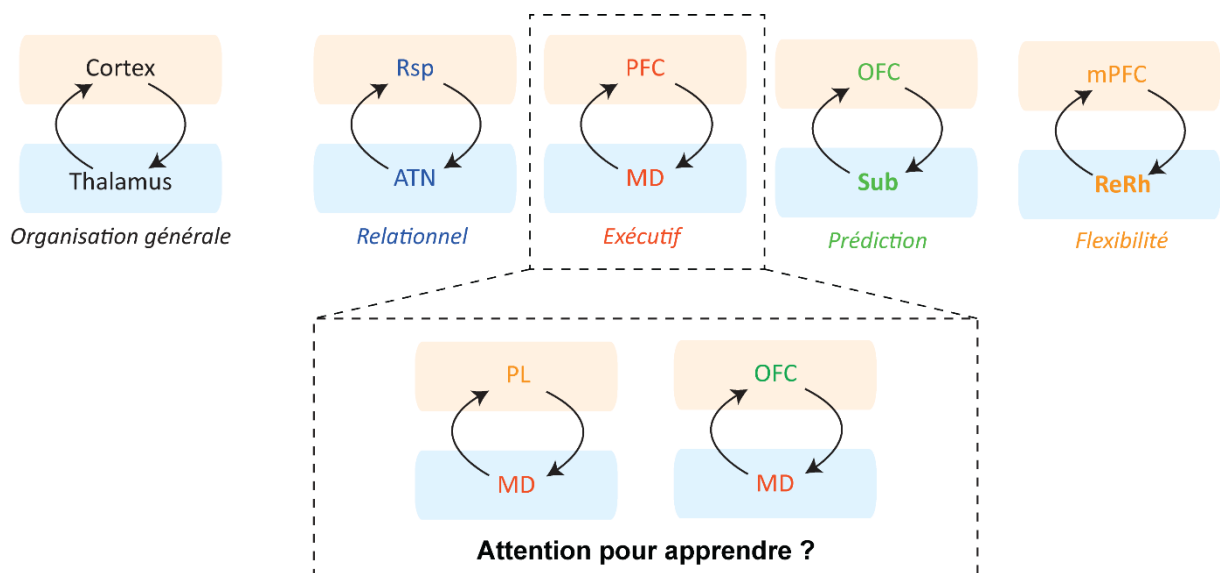 Cortex
Thalamus
Organisation générale
Rsp
ATN
Relationnel
PFC
MD
Exécutif
OFC
Sub
Prédiction
mPFC
ReRh
Flexibilité
PL
MD
OFC
MD
Attention pour apprendre ?